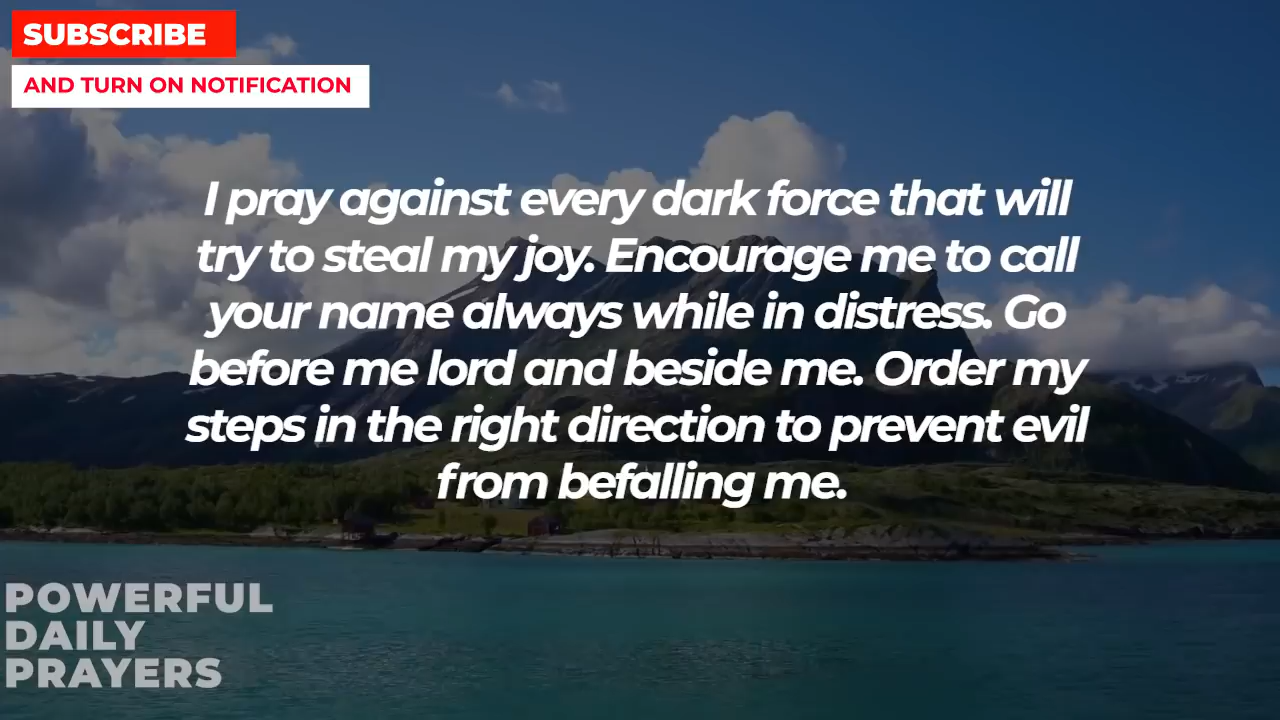 SUBSCRIBE
AND TURN ON NOTIFICATION
I pray against every dark force that will
try to steal my joy. Encourage me to call
your name always while in distress. Go
before me lord and beside me. Order my
steps in the right direction to prevent evil
from befalling me.
POWERFUL
DAILY
PRAYERS